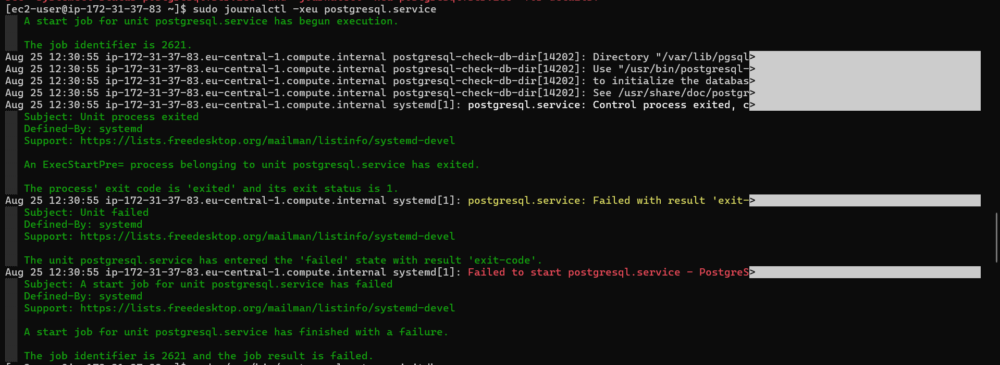 [ec2-user@ip-172-31-37-83 ~]$ sudo journalctl -xeu postgresql.service
A start job for unit postgresql.service has begun execution.
The job identifier is 2621.
Aug 25 12:30:55 ip-172-31-37-83.eu-central-1.compute.internal postgresql-check-db-dir[14202]: Directory "/var/lib/pgsql>
Aug 25 12:30:55 ip-172-31-37-83.eu-central-1.compute.internal postgresql-check-db-dir[14202]: Use "/usr/bin/postgresql->
Aug 25 12:30:55 ip-172-31-37-83.eu-central-1.compute.internal postgresql-check-db-dir[14202]: to initialize the databas>
Aug 25 12:30:55 ip-172-31-37-83.eu-central-1.compute.internal postgresql-check-db-dir[14202]: See /usr/share/doc/postgr>
Aug 25 12:30:55 ip-172-31-37-83.eu-central-1.compute.internal systemd[1]: postgresql.service: Control process exited, c>
Subject: Unit process exited
Defined-By: systemd
Support: https://lists.freedesktop.org/mailman/listinfo/systemd-devel
An ExecStartPre= process belonging to unit postgresql.service has exited.
The process' exit code is 'exited' and its exit status is 1.
Aug 25 12:30:55 ip-172-31-37-83.eu-central-1.compute.internal systemd[1]: postgresql.service: Failed with result 'exit->
Subject: Unit failed
Defined-By: systemd
Support: https://lists.freedesktop.org/mailman/listinfo/systemd-devel
The unit postgresql.service has entered the 'failed' state with result 'exit-code'.
Aug 25 12:30:55 ip-172-31-37-83.eu-central-1.compute.internal systemd[1]: Failed to start postgresql.service - PostgreS>
Subject: A start job for unit postgresql.service has failed
Defined-By: systemd
Support: https://lists.freedesktop.org/mailman/listinfo/systemd-devel
A start job for unit postgresql.service has finished with a failure.
The job identifier is 2621 and the job result is failed.